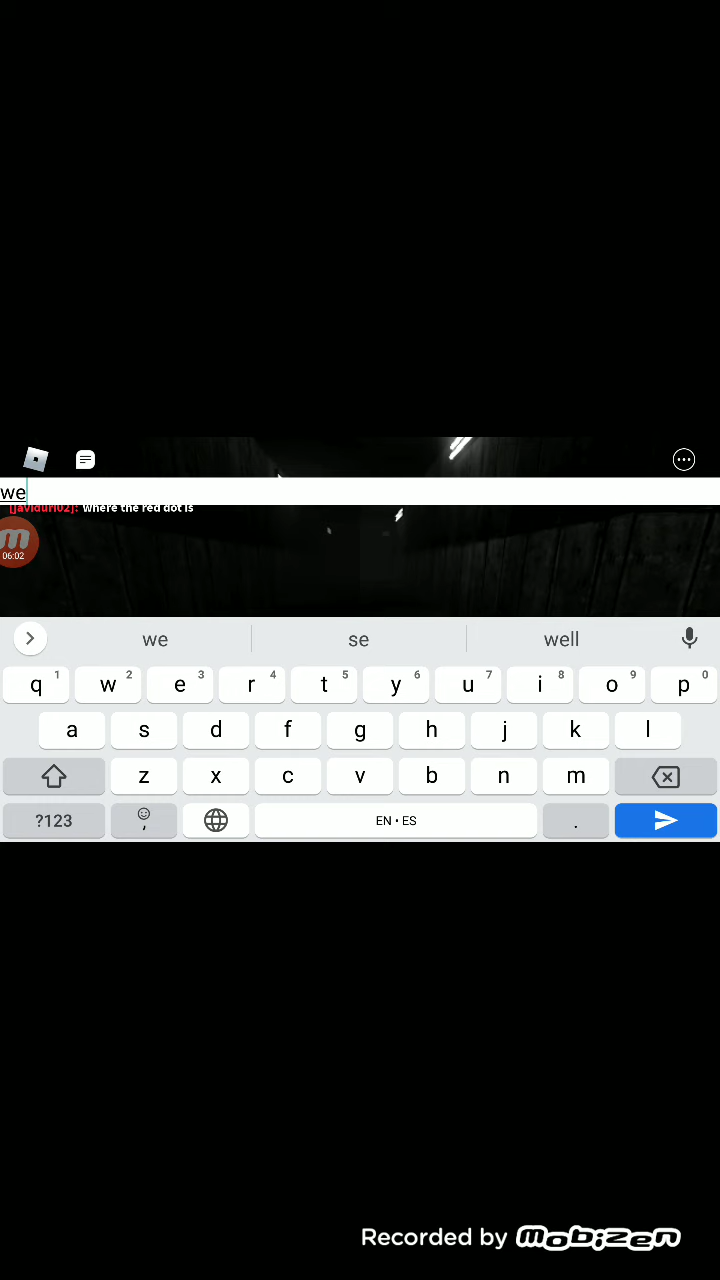 we
[javiduri02]: where the red dot is
06:02
we se well
q 1 w 2 e 3 r 4 t 5 y 6 u 7 i 8 o 9 p 0
a s d f g h j k l
z x c v b n m
?123 , EN • ES .
Recorded by mobizen